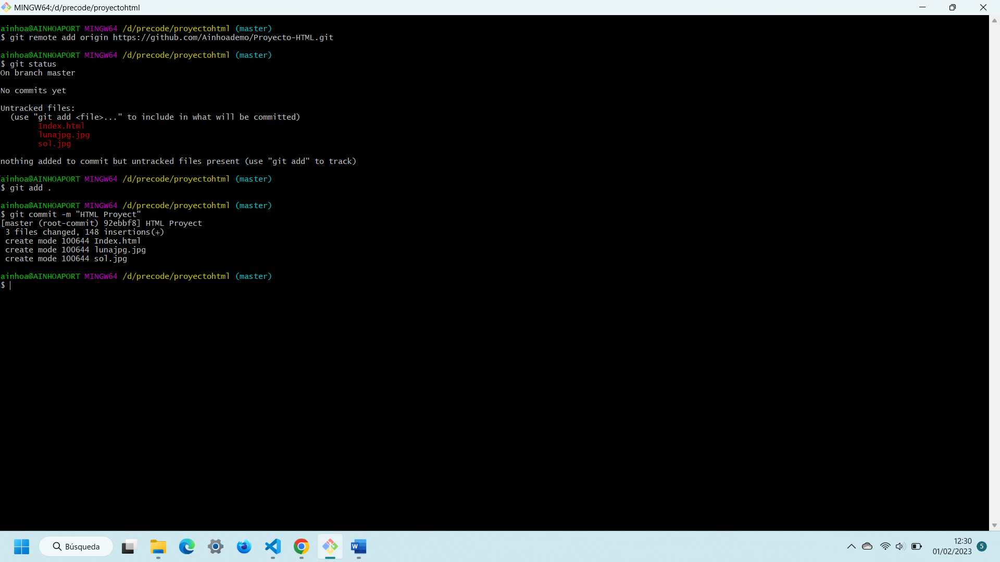 MINGW64:/d/precode/proyectohtml
ainhoa@AINHOAPORT MINGW64 /d/precode/proyectohtml (master)
$ git remote add origin https://github.com/Ainhoademo/Proyecto-HTML.git
ainhoa@AINHOAPORT MINGW64 /d/precode/proyectohtml (master)
$ git status
On branch master
No commits yet
Untracked files:
(use "git add <file>..." to include in what will be committed)
Index.html
lunajpg.jpg
sol.jpg
nothing added to commit but untracked files present (use "git add" to track)
ainhoa@AINHOAPORT MINGW64 /d/precode/proyectohtml (master)
$ git add .
ainhoa@AINHOAPORT MINGW64 /d/precode/proyectohtml (master)
$ git commit -m "HTML Proyect"
[master (root-commit) 92ebbf8] HTML Proyect
3 files changed, 148 insertions(+)
create mode 100644 Index.html
create mode 100644 lunajpg.jpg
create mode 100644 sol.jpg
ainhoa@AINHOAPORT MINGW64 /d/precode/proyectohtml (master)
$
Búsqueda
W
12:30
01/02/2023
5